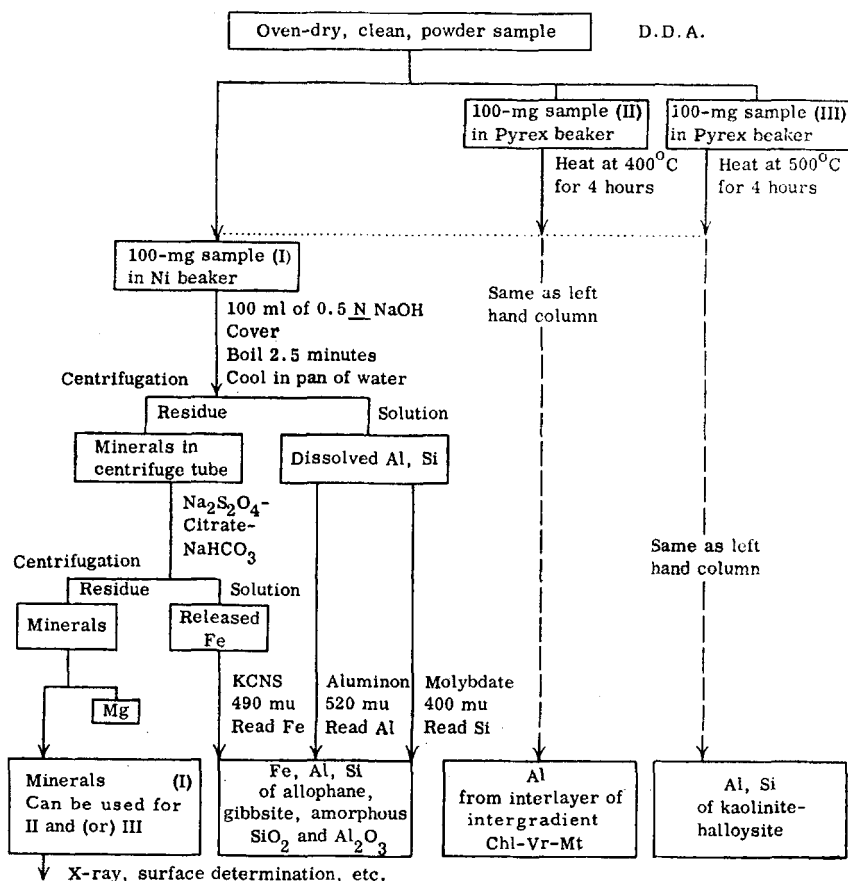 Oven-dry, clean, powder sample
D.D.A.
100-mg sample (II)
in Pyrex beaker
100-mg sample (III)
in Pyrex beaker
Heat at 400°C
for 4 hours
Heat at 500°C
for 4 hours
100-mg sample (I)
in Ni beaker
Same as left
hand column
100 ml of 0.5 N NaOH
Cover
Boil 2.5 minutes
Cool in pan of water
Centrifugation
Residue
Solution
Minerals in
centrifuge tube
Dissolved Al, Si
Na₂S₂O₄-
Citrate-
NaHCO₃
Same as left
hand column
Centrifugation
Residue
Solution
Minerals
Released
Fe
Mg
KCNS
490 mu
Read Fe
Aluminon
520 mu
Read Al
Molybdate
400 mu
Read Si
Minerals (I)
Can be used for
II and (or) III
Fe, Al, Si
of allophane,
gibbsite, amorphous
SiO₂ and Al₂O₃
Al
from interlayer of
intergradient
Chl-Vr-Mt
Al, Si
of kaolinite-
halloysite
X-ray, surface determination, etc.